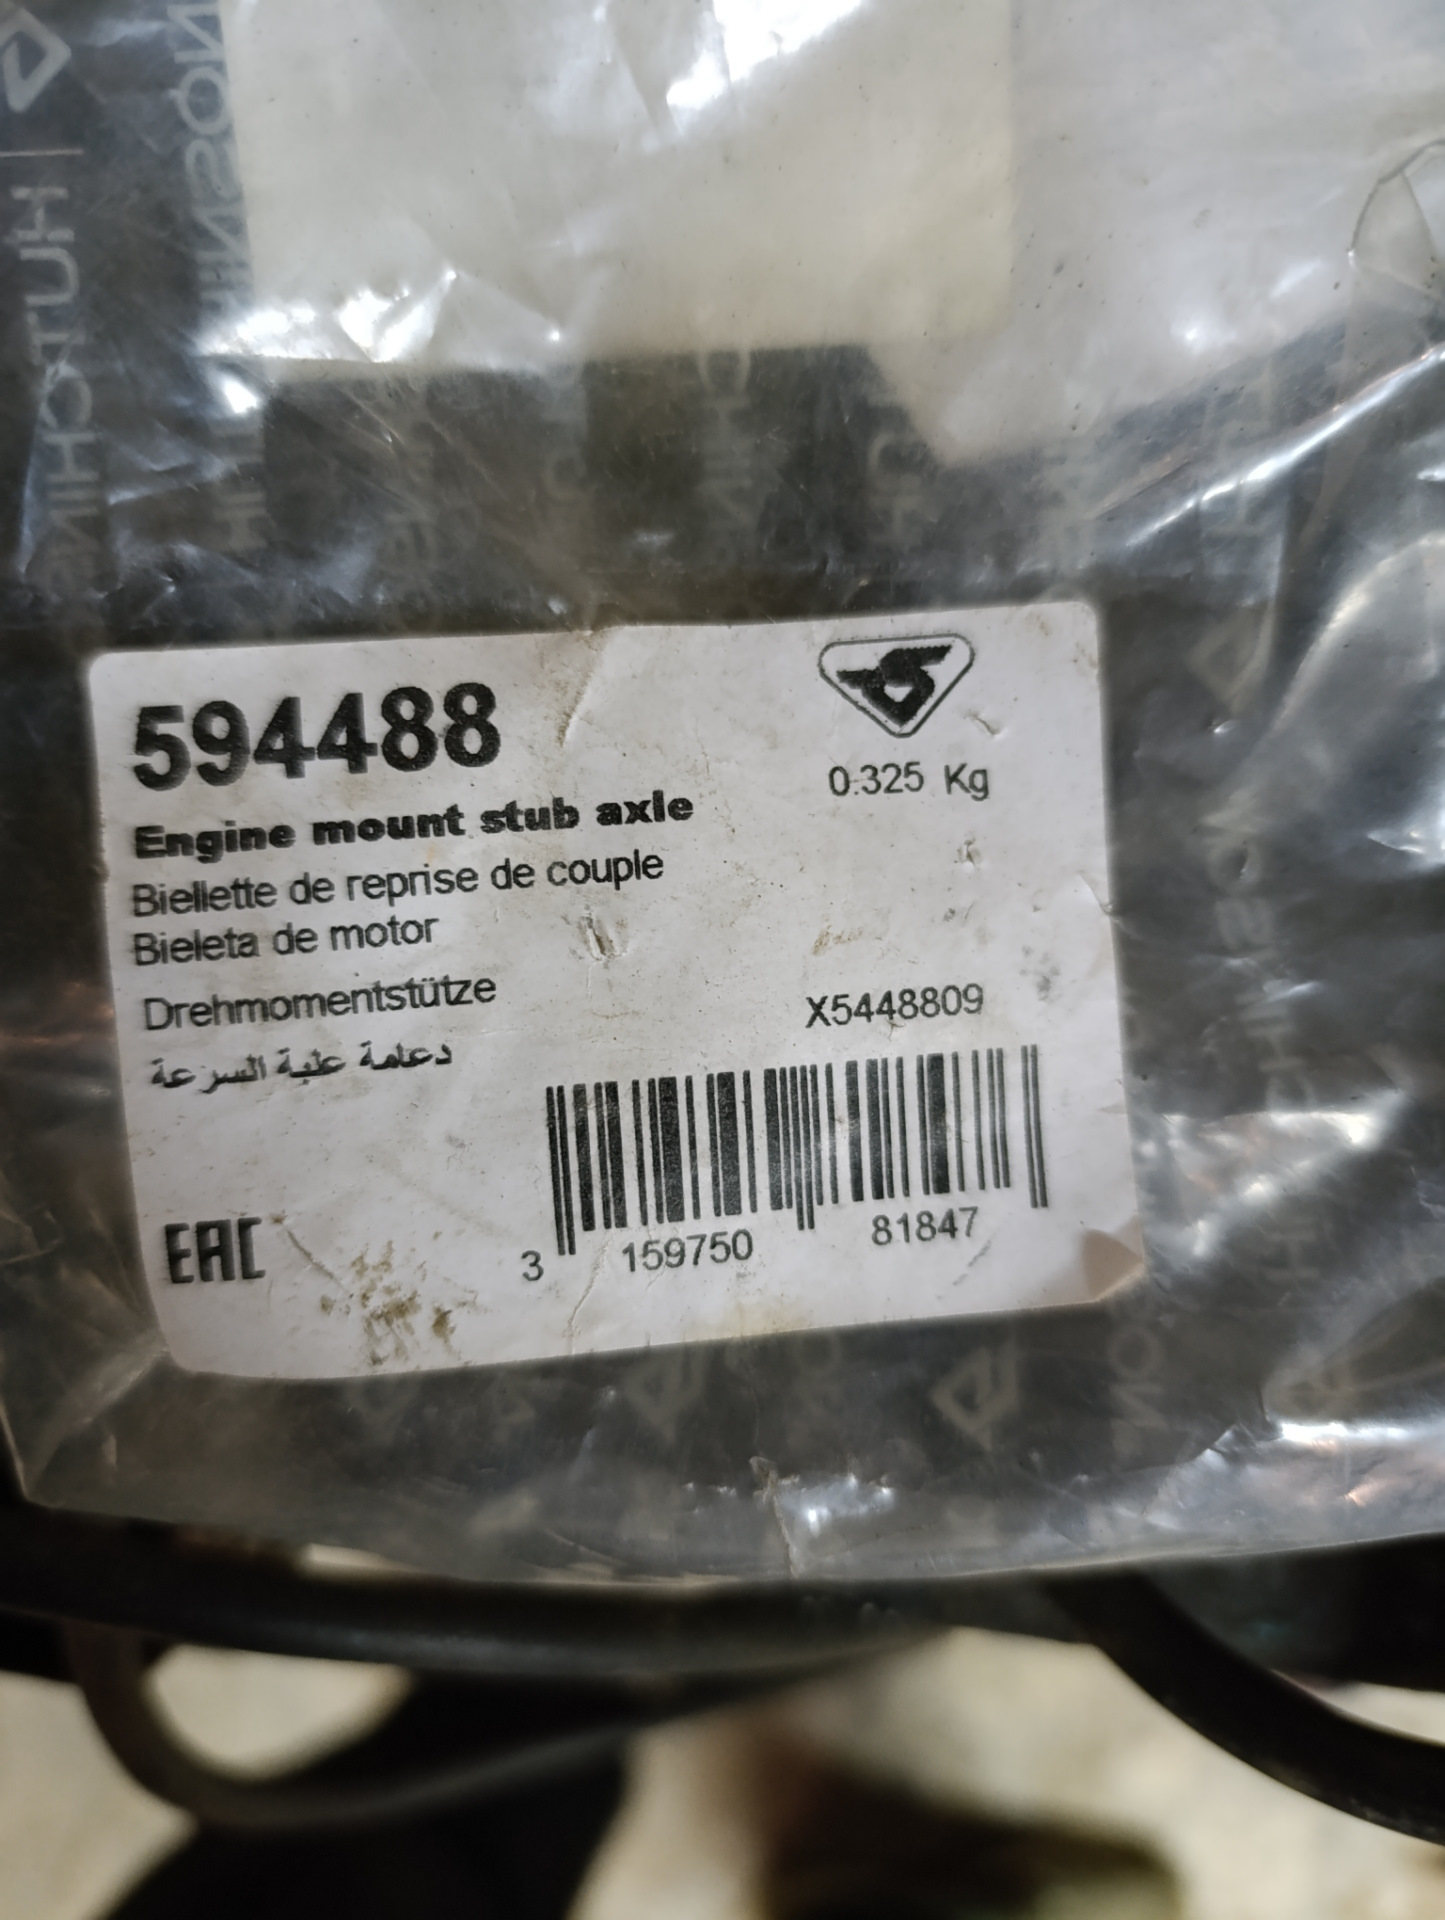 594488
0.325 Kg
Engine mount stub axle
Biellette de reprise de couple
Bieleta de motor
Drehmomentstütze
X5448809
دعامة علبة السرعة
EAC
3 159750 81847
HUTCHINSON